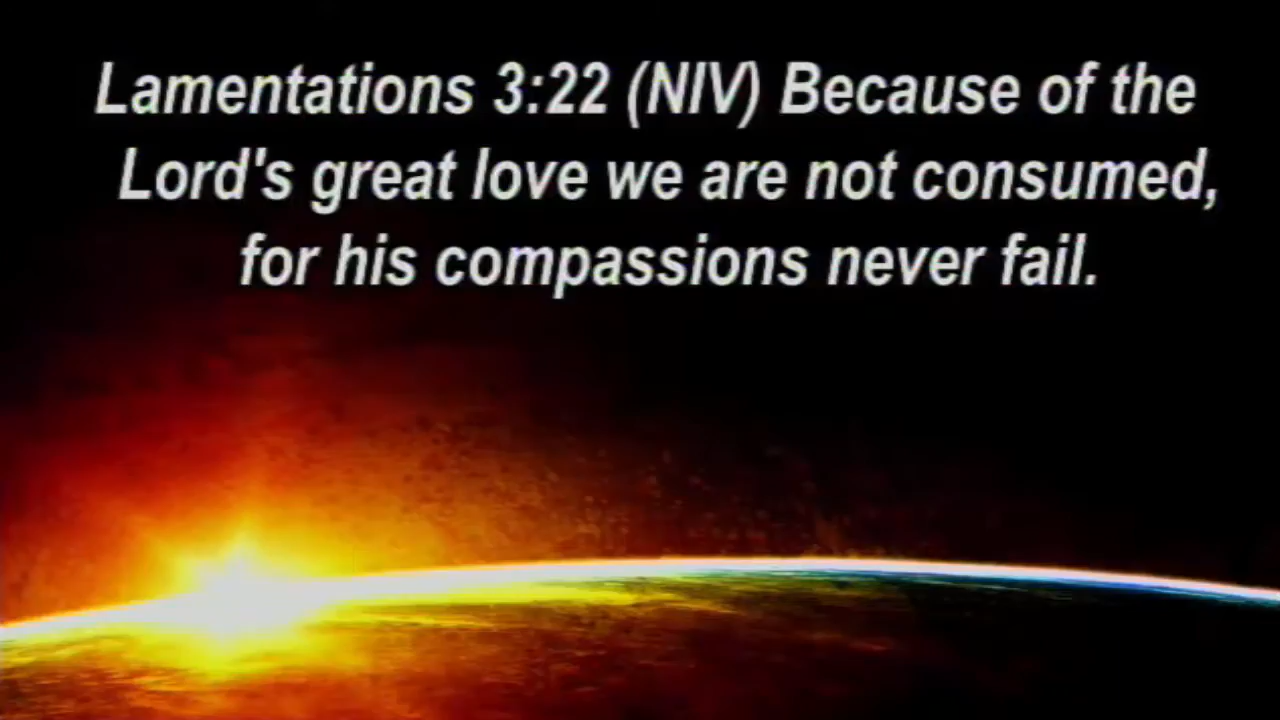 Lamentations 3:22 (NIV) Because of the
Lord's great love we are not consumed,
for his compassions never fail.